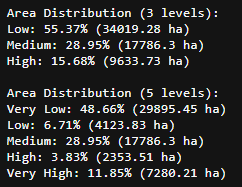 Area Distribution (3 levels):
Low: 55.37% (34019.28 ha)
Medium: 28.95% (17786.3 ha)
High: 15.68% (9633.73 ha)

Area Distribution (5 levels):
Very Low: 48.66% (29895.45 ha)
Low: 6.71% (4123.83 ha)
Medium: 28.95% (17786.3 ha)
High: 3.83% (2353.51 ha)
Very High: 11.85% (7280.21 ha)